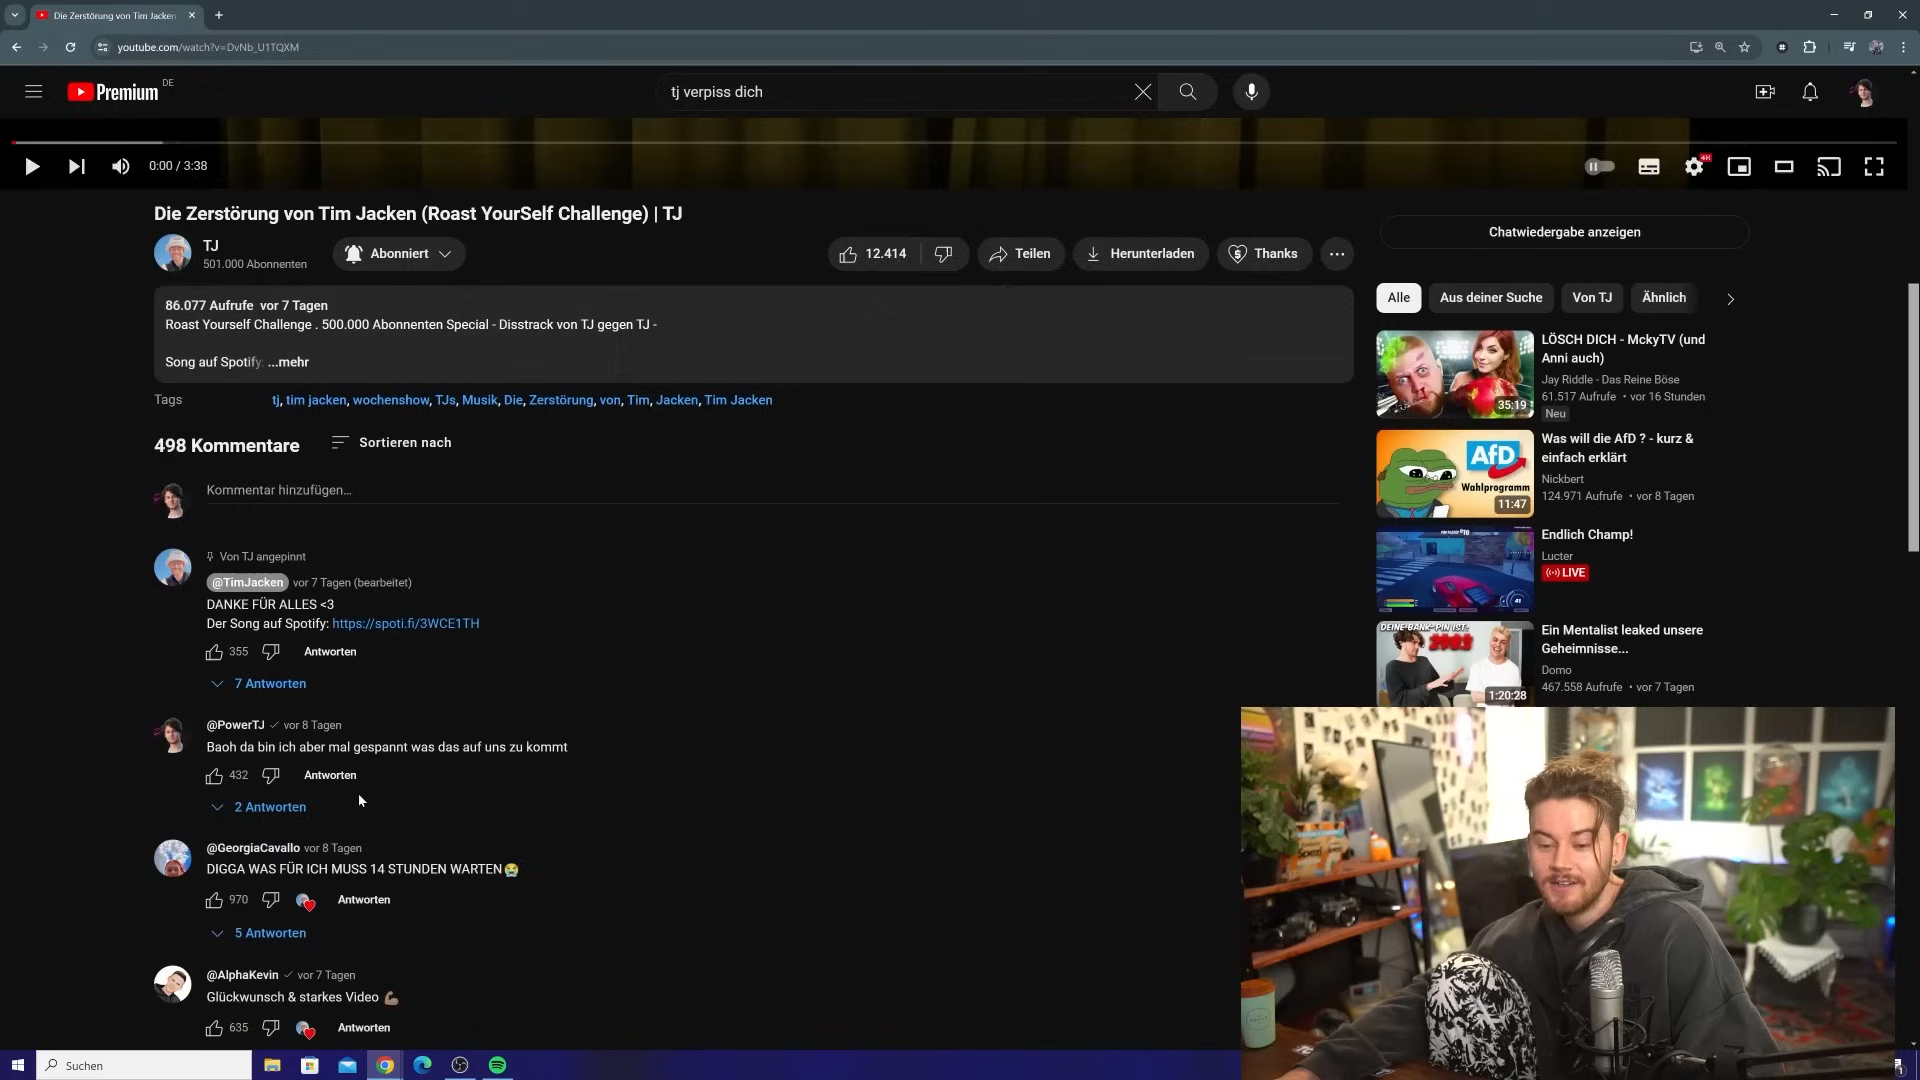 Die Zerstörung von Tim Jacken
youtube.com/watch?v=DvNb_U1TQXM
Premium DE
tj verpiss dich
0:00 / 3:38
Die Zerstörung von Tim Jacken (Roast YourSelf Challenge) | TJ
TJ
501.000 Abonnenten
Abonniert
12.414
Teilen
Herunterladen
Thanks
86.077 Aufrufe vor 7 Tagen
Roast Yourself Challenge . 500.000 Abonnenten Special - Disstrack von TJ gegen TJ -
Song auf Spotify: ...mehr
Tags tj, tim jacken, wochenshow, TJs, Musik, Die, Zerstörung, von, Tim, Jacken, Tim Jacken
498 Kommentare
Sortieren nach
Kommentar hinzufügen...
Von TJ angepinnt
@TimJacken vor 7 Tagen (bearbeitet)
DANKE FÜR ALLES <3
Der Song auf Spotify: https://spoti.fi/3WCE1TH
355 Antworten
7 Antworten
@PowerTJ vor 8 Tagen
Baoh da bin ich aber mal gespannt was das auf uns zu kommt
432 Antworten
2 Antworten
@GeorgiaCavallo vor 8 Tagen
DIGGA WAS FÜR ICH MUSS 14 STUNDEN WARTEN😭
970 Antworten
5 Antworten
@AlphaKevin vor 7 Tagen
Glückwunsch & starkes Video 💪🏽
635 Antworten
Chatwiedergabe anzeigen
Alle
Aus deiner Suche
Von TJ
Ähnlich
35:19
LÖSCH DICH - MckyTV (und
Anni auch)
Jay Riddle - Das Reine Böse
61.517 Aufrufe • vor 16 Stunden
Neu
AfD
Wahlprogramm
11:47
Was will die AfD ? - kurz &
einfach erklärt
Nickbert
124.971 Aufrufe • vor 8 Tagen
Endlich Champ!
Lucter
LIVE
DEINE BANK-PIN IST:
1:20:28
Ein Mentalist leaked unsere
Geheimnisse...
Domo
467.558 Aufrufe • vor 7 Tagen
Spezi
Suchen